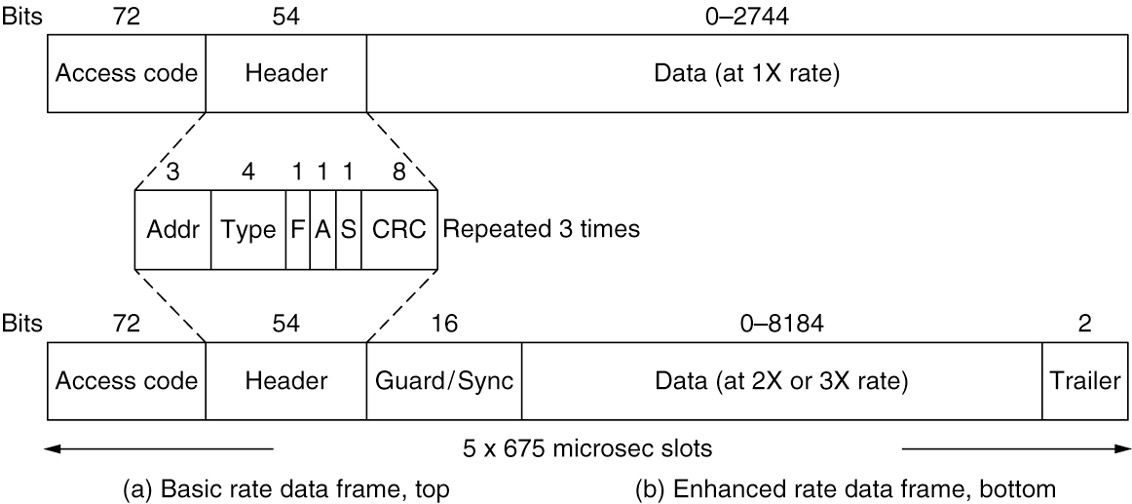 Bits 72 54 0–2744
Access code Header Data (at 1X rate)
3 4 1 1 1 8
Addr Type F A S CRC Repeated 3 times
Bits 72 54 16 0–8184 2
Access code Header Guard/Sync Data (at 2X or 3X rate) Trailer
5 x 675 microsec slots
(a) Basic rate data frame, top (b) Enhanced rate data frame, bottom